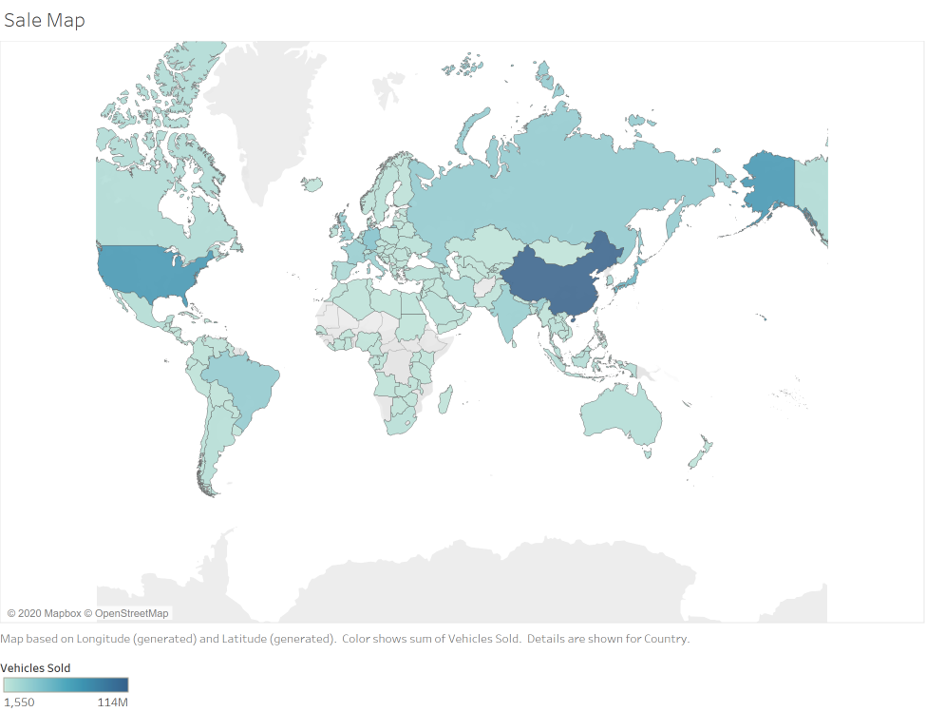 Sale Map
© 2020 Mapbox © OpenStreetMap
Map based on Longitude (generated) and Latitude (generated). Color shows sum of Vehicles Sold. Details are shown for Country.
Vehicles Sold
1,550 114M